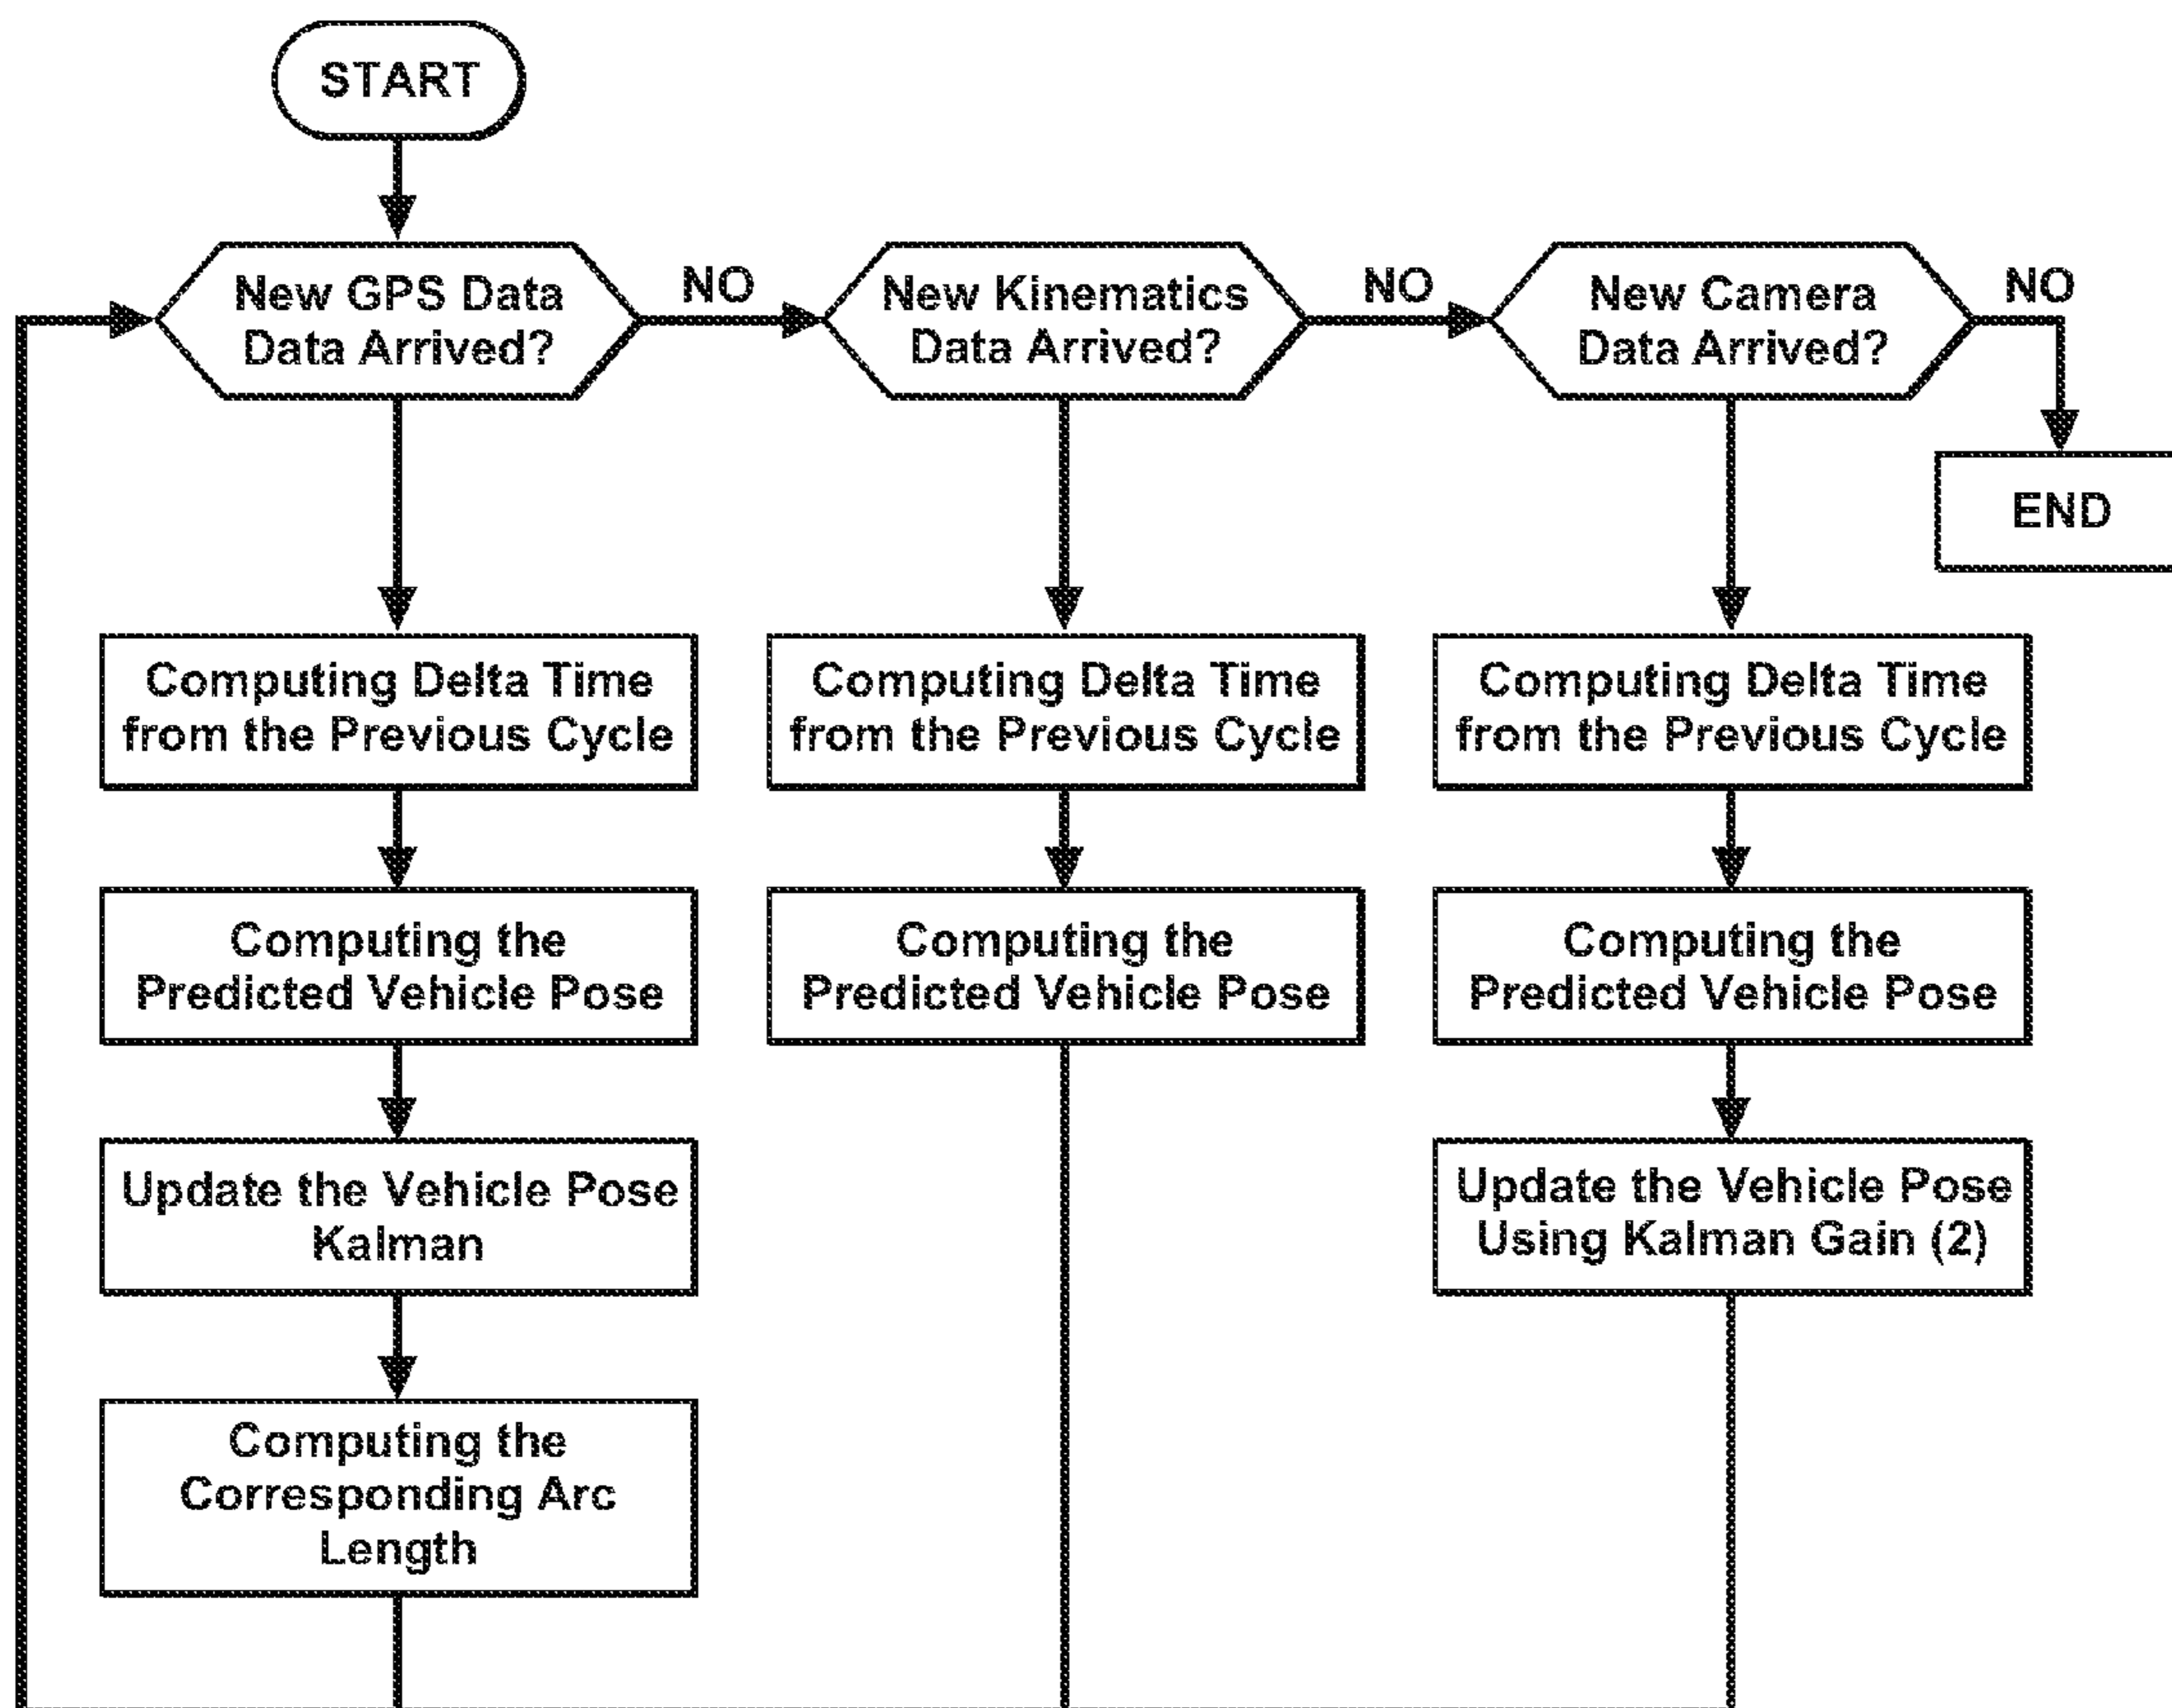 START
New GPS Data
Data Arrived?
NO
New Kinematics
Data Arrived?
NO
New Camera
Data Arrived?
NO
END
Computing Delta Time
from the Previous Cycle
Computing Delta Time
from the Previous Cycle
Computing Delta Time
from the Previous Cycle
Computing the
Predicted Vehicle Pose
Computing the
Predicted Vehicle Pose
Computing the
Predicted Vehicle Pose
Update the Vehicle Pose
Kalman
Update the Vehicle Pose
Using Kalman Gain (2)
Computing the
Corresponding Arc
Length